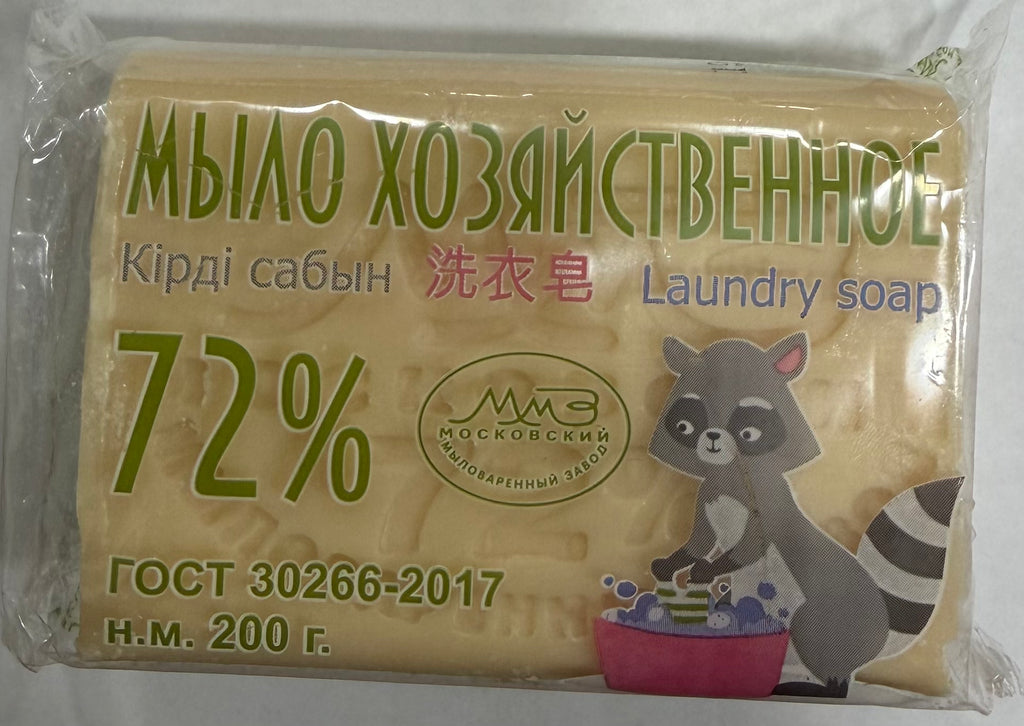 МЫЛО ХОЗЯЙСТВЕННОЕ
Кірді сабын 洗衣皂 Laundry soap
72%
ММЗ
МОСКОВСКИЙ
МЫЛОВАРЕННЫЙ ЗАВОД
ГОСТ 30266-2017
н.м. 200 г.